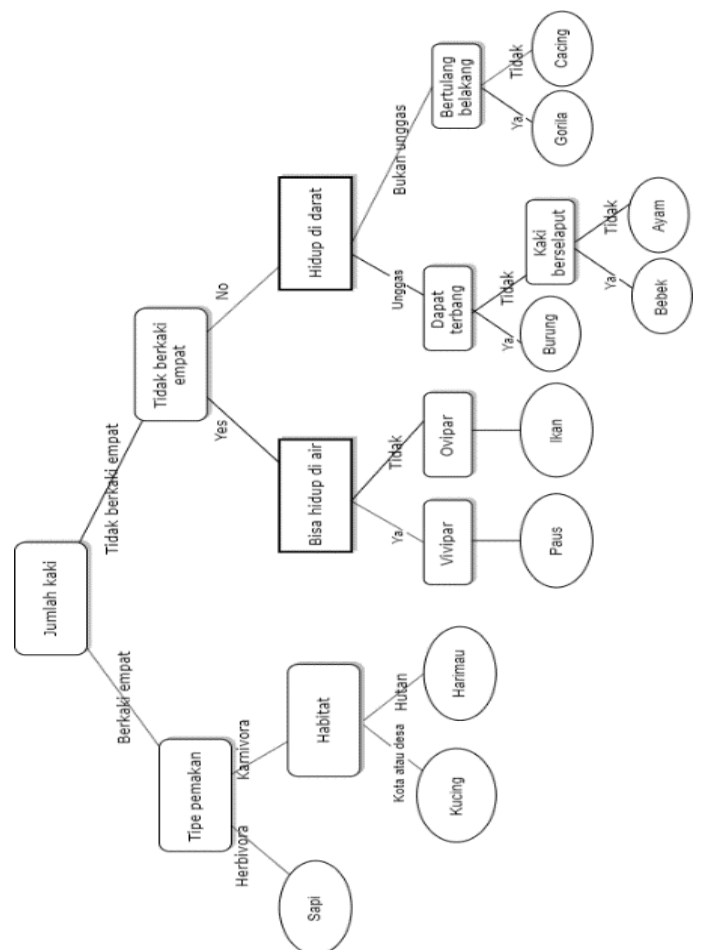 Jumlah kaki
Berkaki empat
Tidak berkaki empat
Tipe pemakan
Tidak berkaki
empat
Herbivora
Karnivora
Yes
No
Sapi
Habitat
Bisa hidup di air
Hidup di darat
Kota atau desa
Hutan
Ya
Tidak
Unggas
Bukan unggas
Kucing
Harimau
Vivipar
Ovipar
Dapat
terbang
Bertulang
belakang
Ya
Tidak
Ya
Tidak
Paus
Ikan
Burung
Kaki
berselaput
Gorila
Cacing
Ya
Tidak
Bebek
Ayam